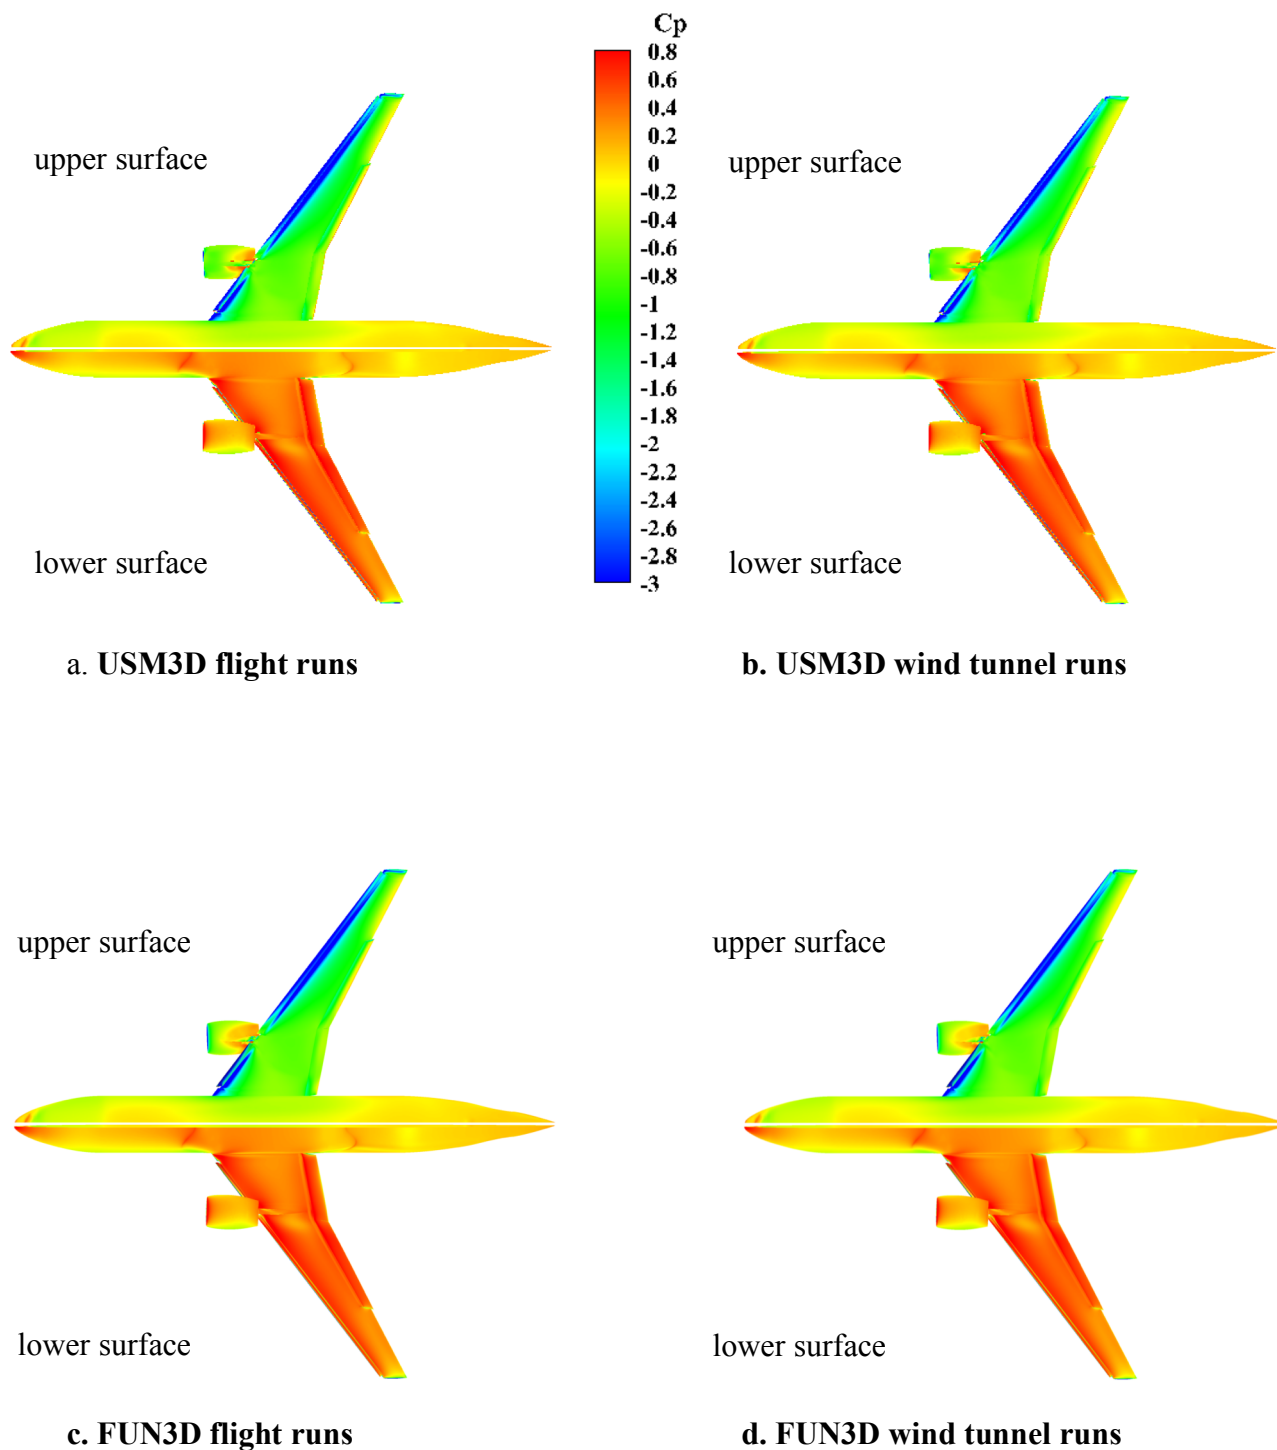 Cp
0.8
0.6
0.4
0.2
0
-0.2
-0.4
-0.6
-0.8
-1
-1.2
-1.4
-1.6
-1.8
-2
-2.2
-2.4
-2.6
-2.8
-3
upper surface
lower surface
a. USM3D flight runs
upper surface
lower surface
b. USM3D wind tunnel runs
upper surface
lower surface
c. FUN3D flight runs
upper surface
lower surface
d. FUN3D wind tunnel runs